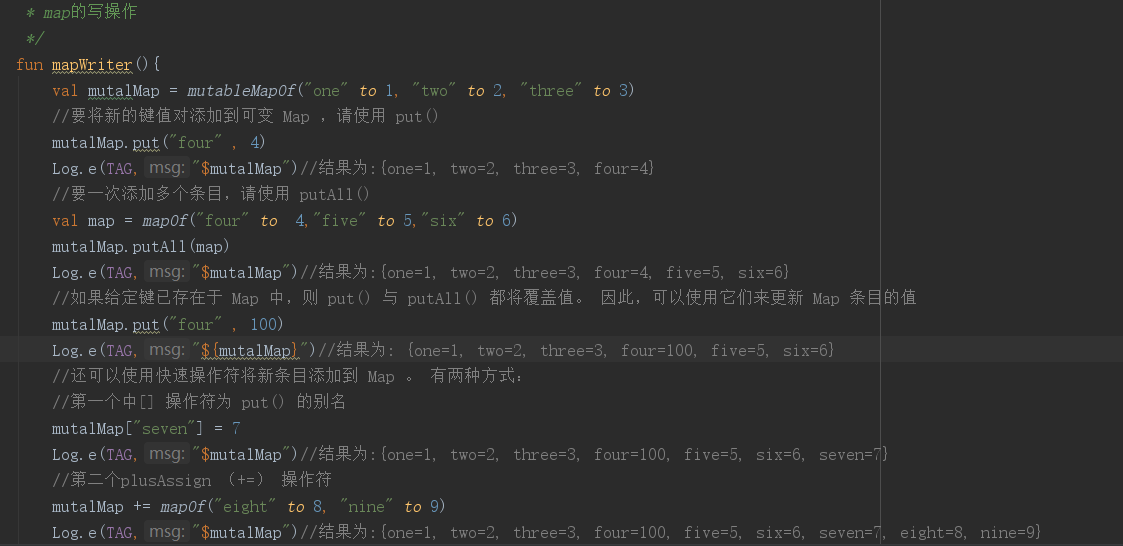 * map的写操作
*/
fun mapWriter(){
val mutalMap = mutableMapOf("one" to 1, "two" to 2, "three" to 3)
//要将新的键值对添加到可变 Map ，请使用 put()
mutalMap.put("four" , 4)
Log.e(TAG, msg: "$mutalMap")//结果为:{one=1, two=2, three=3, four=4}
//要一次添加多个条目，请使用 putAll()
val map = mapOf("four" to  4,"five" to 5,"six" to 6)
mutalMap.putAll(map)
Log.e(TAG, msg: "$mutalMap")//结果为:{one=1, two=2, three=3, four=4, five=5, six=6}
//如果给定键已存在于 Map 中，则 put() 与 putAll() 都将覆盖值。 因此，可以使用它们来更新 Map 条目的值
mutalMap.put("four" , 100)
Log.e(TAG, msg: "${mutalMap}")//结果为: {one=1, two=2, three=3, four=100, five=5, six=6}
//还可以使用快速操作符将新条目添加到 Map 。 有两种方式：
//第一个中[] 操作符为 put() 的别名
mutalMap["seven"] = 7
Log.e(TAG, msg: "$mutalMap")//结果为:{one=1, two=2, three=3, four=100, five=5, six=6, seven=7}
//第二个plusAssign （+=） 操作符
mutalMap += mapOf("eight" to 8, "nine" to 9)
Log.e(TAG, msg: "$mutalMap")//结果为:{one=1, two=2, three=3, four=100, five=5, six=6, seven=7, eight=8, nine=9}